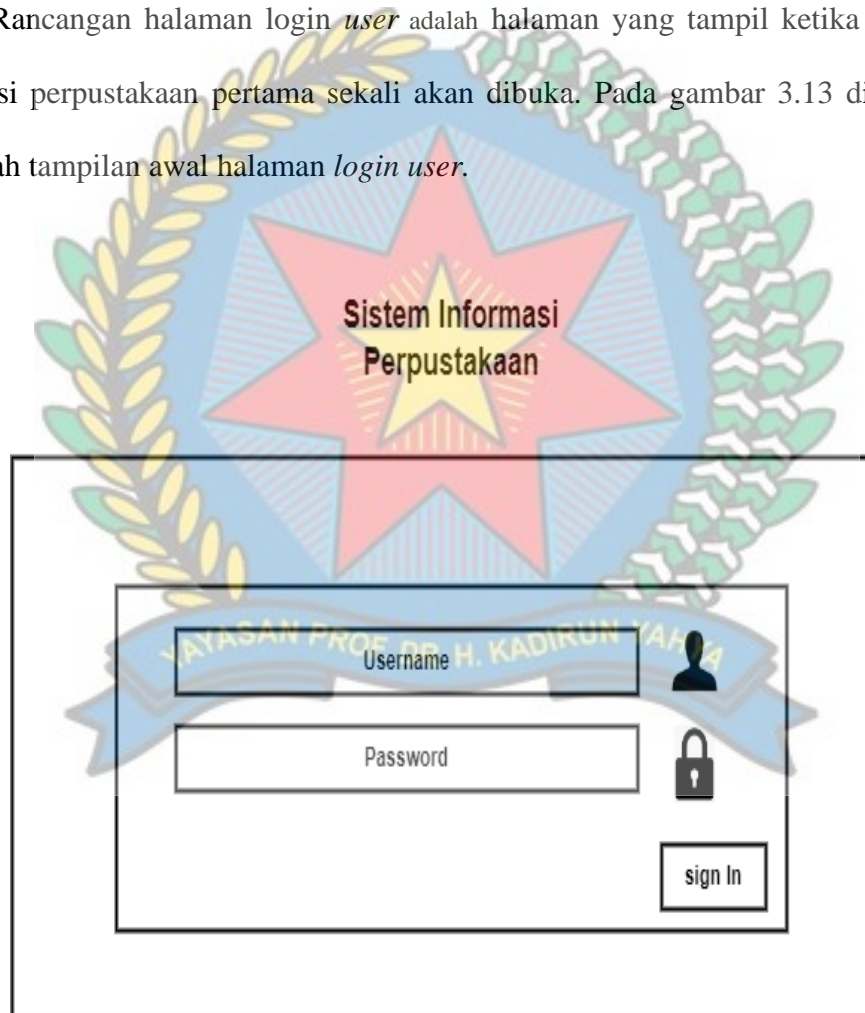 Rancangan halaman login user adalah halaman yang tampil ketika
si perpustakaan pertama sekali akan dibuka. Pada gambar 3.13 di
ah tampilan awal halaman login user.
Sistem Informasi
Perpustakaan
YAYASAN PROF. DR. H. KADIRUN YAHYA
Username
Password
sign In